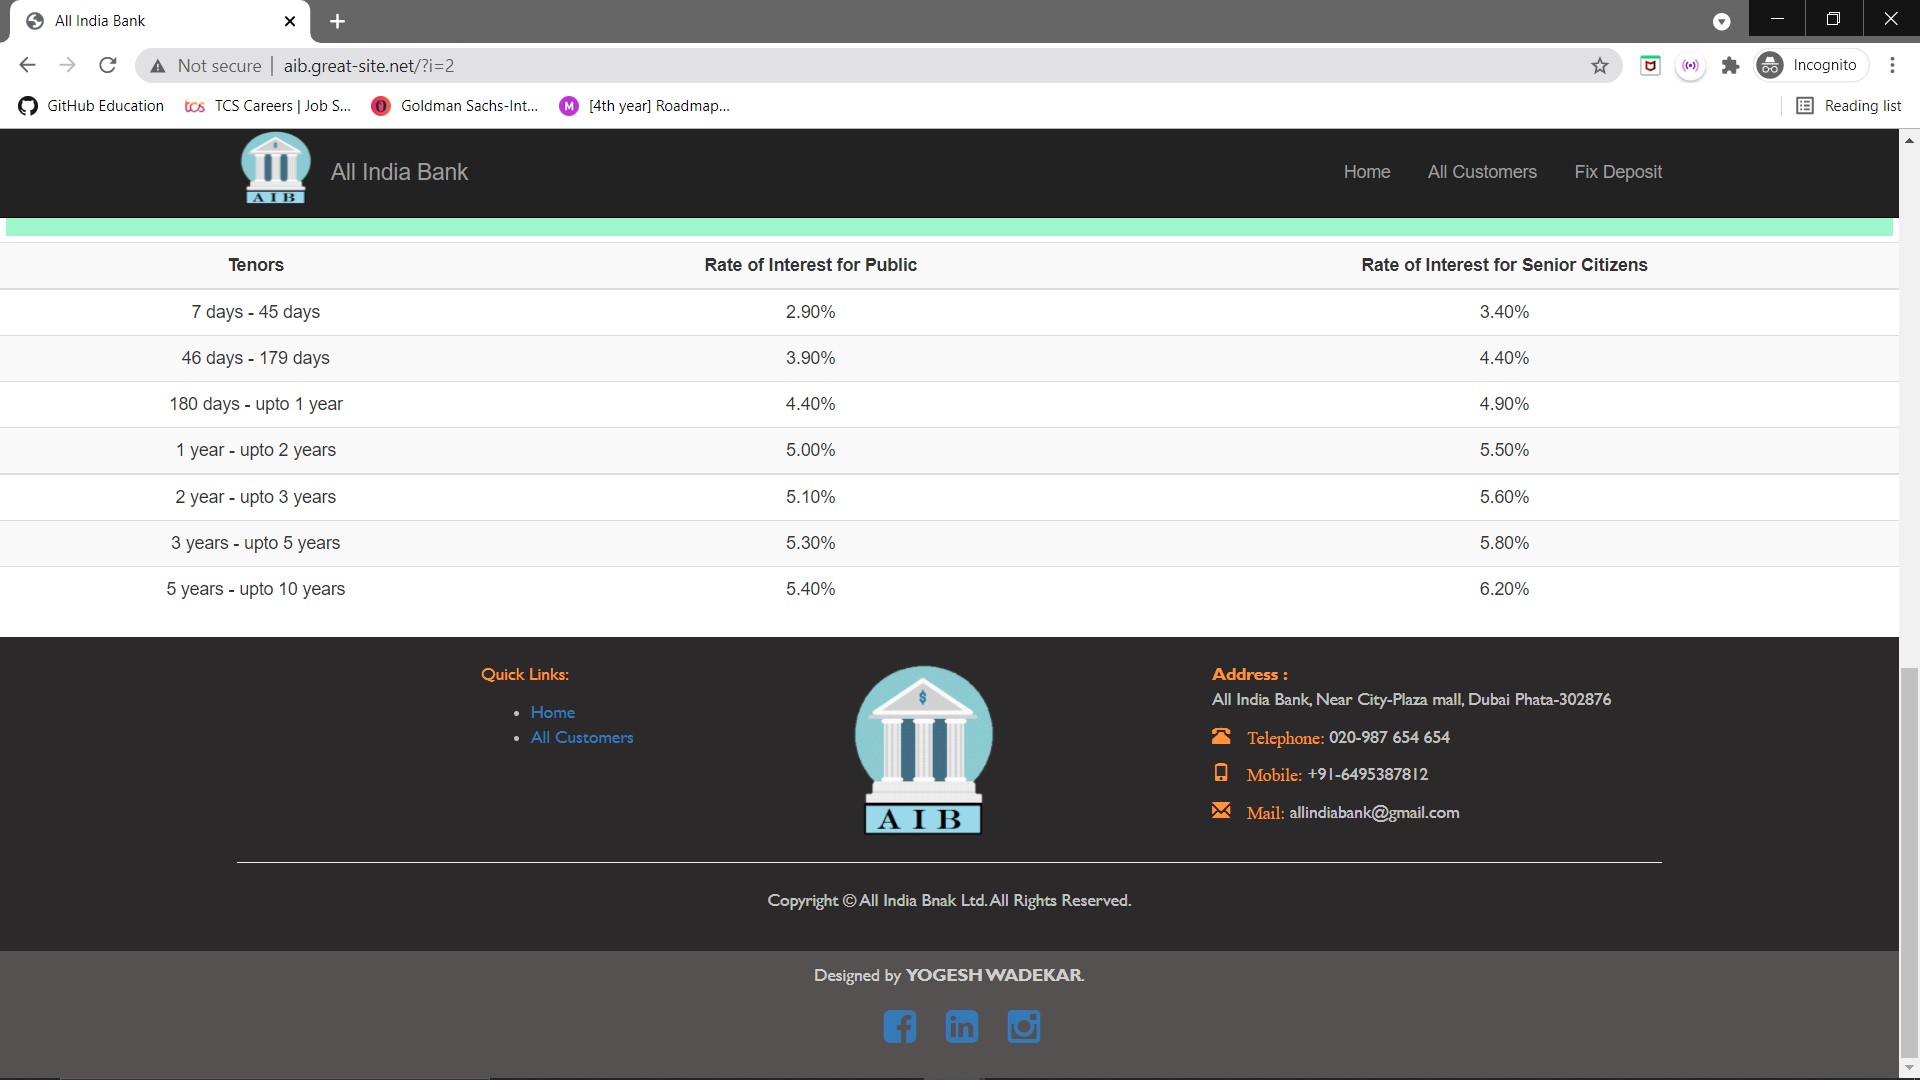 All India Bank
Not secure | aib.great-site.net/?i=2
Incognito
GitHub Education
TCS Careers | Job S...
Goldman Sachs-Int...
[4th year] Roadmap...
Reading list
AIB
All India Bank
Home
All Customers
Fix Deposit
Tenors Rate of Interest for Public Rate of Interest for Senior Citizens
7 days - 45 days 2.90% 3.40%
46 days - 179 days 3.90% 4.40%
180 days - upto 1 year 4.40% 4.90%
1 year - upto 2 years 5.00% 5.50%
2 year - upto 3 years 5.10% 5.60%
3 years - upto 5 years 5.30% 5.80%
5 years - upto 10 years 5.40% 6.20%
Quick Links:
Home
All Customers
$
AIB
Address :
All India Bank, Near City-Plaza mall, Dubai Phata-302876
Telephone: 020-987 654 654
Mobile: +91-6495387812
Mail: allindiabank@gmail.com
Copyright © All India Bnak Ltd. All Rights Reserved.
Designed by YOGESH WADEKAR.